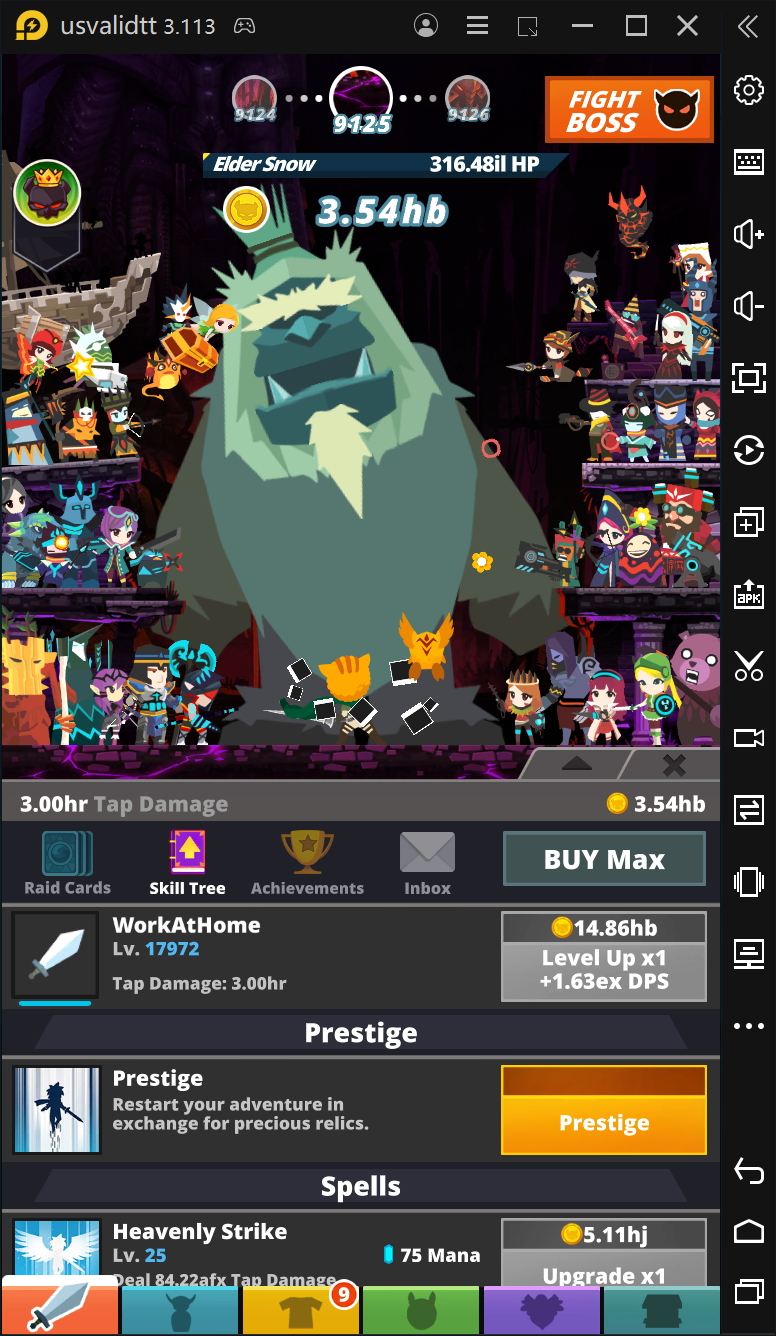 usvalidtt 3.113
9124
9125
9126
FIGHT
BOSS
Elder Snow
316.48il HP
3.54hb
3.00hr Tap Damage
3.54hb
Raid Cards
Skill Tree
Achievements
Inbox
BUY Max
WorkAtHome
Lv. 17972
Tap Damage: 3.00hr
14.86hb
Level Up x1
+1.63ex DPS
Prestige
Prestige
Restart your adventure in
exchange for precious relics.
Prestige
Spells
Heavenly Strike
Lv. 25
75 Mana
Deal 84.22afx Tap Damage
5.11hj
Upgrade x1
9
APK